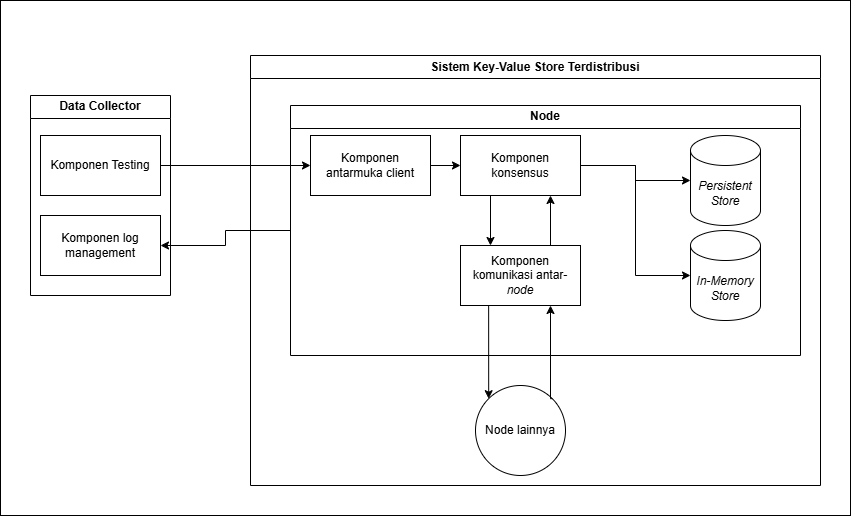 Sistem Key-Value Store Terdistribusi
Data Collector
Node
Komponen Testing
Komponen
antarmuka client
Komponen
konsensus
Persistent
Store
Komponen log
management
Komponen
komunikasi antar-
node
In-Memory
Store
Node lainnya